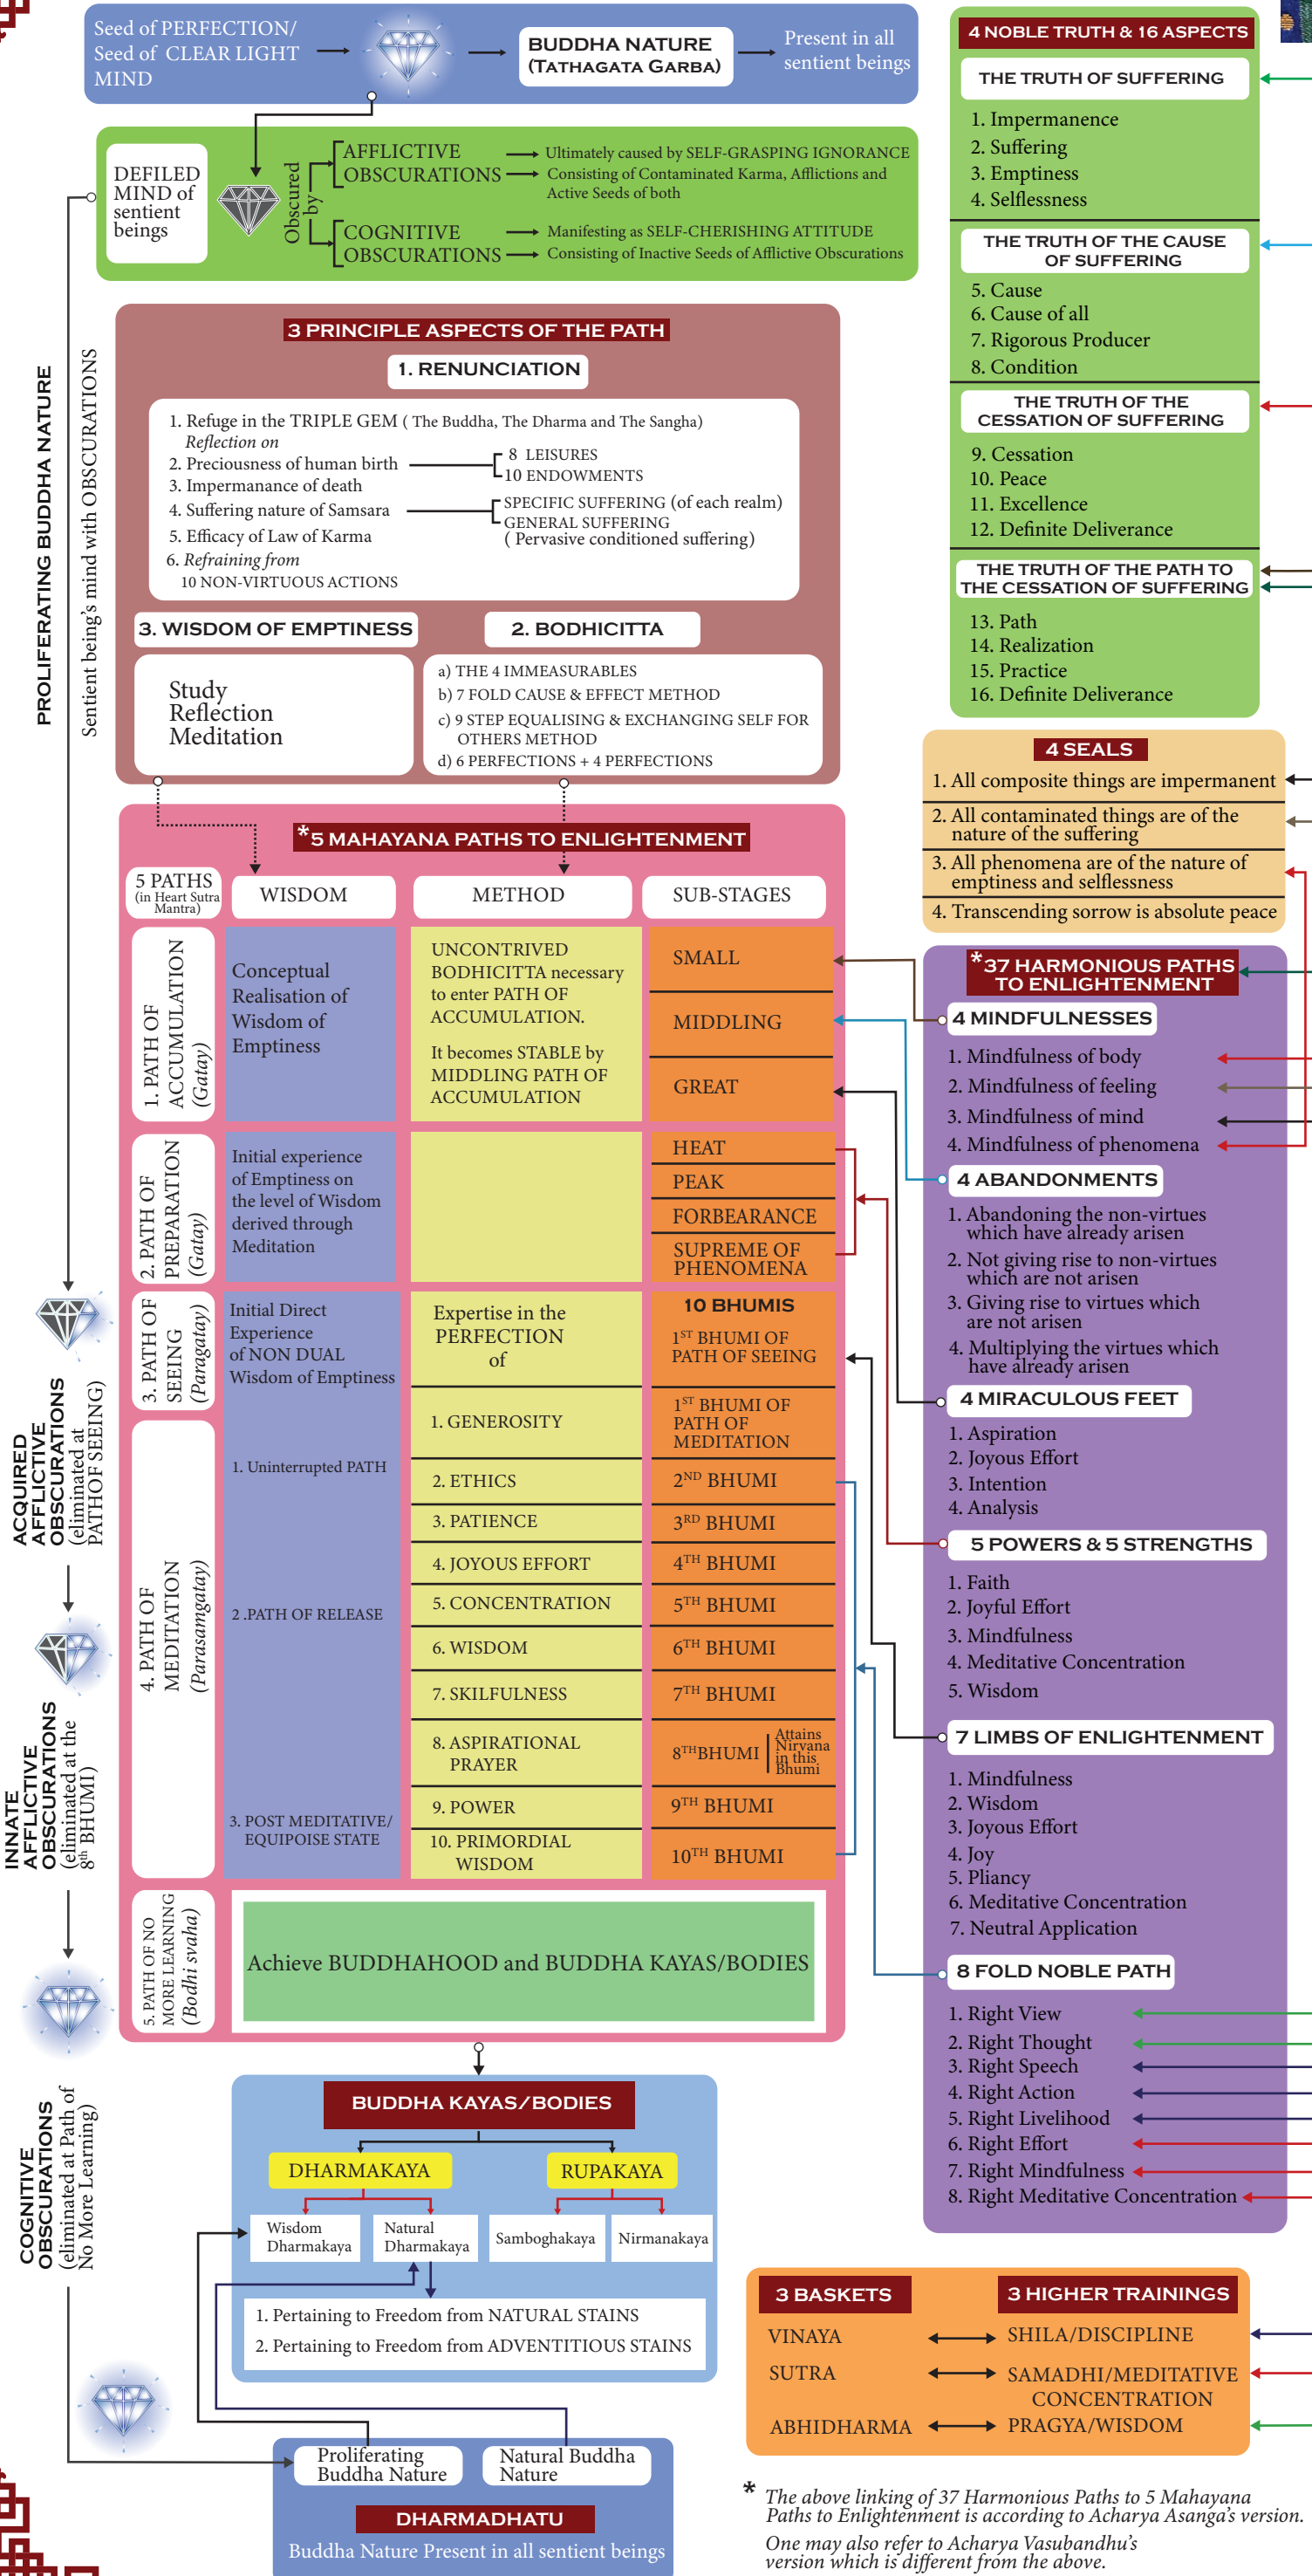 Seed of PERFECTION/
Seed of CLEAR LIGHT
MIND
BUDDHA NATURE
(TATHAGATA GARBA)
Present in all
sentient beings
DEFILED
MIND of
sentient
beings
Obscured
by
AFFLICTIVE
OBSCURATIONS
Ultimately caused by SELF-GRASPING IGNORANCE
Consisting of Contaminated Karma, Afflictions and
Active Seeds of both
COGNITIVE
OBSCURATIONS
Manifesting as SELF-CHERISHING ATTITUDE
Consisting of Inactive Seeds of Afflictive Obscurations
PROLIFERATING BUDDHA NATURE
Sentient being's mind with OBSCURATIONS
3 PRINCIPLE ASPECTS OF THE PATH
1. RENUNCIATION
1. Refuge in the TRIPLE GEM ( The Buddha, The Dharma and The Sangha)
Reflection on
2. Preciousness of human birth
8 LEISURES
10 ENDOWMENTS
3. Impermanance of death
4. Suffering nature of Samsara
SPECIFIC SUFFERING (of each realm)
GENERAL SUFFERING
( Pervasive conditioned suffering)
5. Efficacy of Law of Karma
6. Refraining from
10 NON-VIRTUOUS ACTIONS
3. WISDOM OF EMPTINESS
Study
Reflection
Meditation
2. BODHICITTA
a) THE 4 IMMEASURABLES
b) 7 FOLD CAUSE & EFFECT METHOD
c) 9 STEP EQUALISING & EXCHANGING SELF FOR
OTHERS METHOD
d) 6 PERFECTIONS + 4 PERFECTIONS
*5 MAHAYANA PATHS TO ENLIGHTENMENT
5 PATHS
(in Heart Sutra
Mantra)
WISDOM
METHOD
SUB-STAGES
1. PATH OF
ACCUMULATION
(Gatay)
Conceptual
Realisation of
Wisdom of
Emptiness
UNCONTRIVED
BODHICITTA necessary
to enter PATH OF
ACCUMULATION.
It becomes STABLE by
MIDDLING PATH OF
ACCUMULATION
SMALL
MIDDLING
GREAT
2. PATH OF
PREPARATION
(Gatay)
Initial experience
of Emptiness on
the level of Wisdom
derived through
Meditation
HEAT
PEAK
FORBEARANCE
SUPREME OF
PHENOMENA
3. PATH OF
SEEING
(Paragatay)
Initial Direct
Experience
of NON DUAL
Wisdom of Emptiness
Expertise in the
PERFECTION
of
10 BHUMIS
1ST BHUMI OF
PATH OF SEEING
4. PATH OF
MEDITATION
(Parasamgatay)
1. Uninterrupted PATH
2 .PATH OF RELEASE
3. POST MEDITATIVE/
EQUIPOISE STATE
1. GENEROSITY
1ST BHUMI OF
PATH OF
MEDITATION
2. ETHICS
2ND BHUMI
3. PATIENCE
3RD BHUMI
4. JOYOUS EFFORT
4TH BHUMI
5. CONCENTRATION
5TH BHUMI
6. WISDOM
6TH BHUMI
7. SKILFULNESS
7TH BHUMI
8. ASPIRATIONAL
PRAYER
8THBHUMI
Attains
Nirvana
in this
Bhumi
9. POWER
9TH BHUMI
10. PRIMORDIAL
WISDOM
10TH BHUMI
5. PATH OF NO
MORE LEARNING
(Bodhi svaha)
Achieve BUDDHAHOOD and BUDDHA KAYAS/BODIES
ACQUIRED
AFFLICTIVE
OBSCURATIONS
(eliminated at
PATHOF SEEING)
INNATE
AFFLICTIVE
OBSCURATIONS
(eliminated at the
8th BHUMI)
COGNITIVE
OBSCURATIONS
(eliminated at Path of
No More Learning)
BUDDHA KAYAS/BODIES
DHARMAKAYA
RUPAKAYA
Wisdom
Dharmakaya
Natural
Dharmakaya
Samboghakaya
Nirmanakaya
1. Pertaining to Freedom from NATURAL STAINS
2. Pertaining to Freedom from ADVENTITIOUS STAINS
Proliferating
Buddha Nature
Natural Buddha
Nature
DHARMADHATU
Buddha Nature Present in all sentient beings
4 NOBLE TRUTH & 16 ASPECTS
THE TRUTH OF SUFFERING
1. Impermanence
2. Suffering
3. Emptiness
4. Selflessness
THE TRUTH OF THE CAUSE
OF SUFFERING
5. Cause
6. Cause of all
7. Rigorous Producer
8. Condition
THE TRUTH OF THE
CESSATION OF SUFFERING
9. Cessation
10. Peace
11. Excellence
12. Definite Deliverance
THE TRUTH OF THE PATH TO
THE CESSATION OF SUFFERING
13. Path
14. Realization
15. Practice
16. Definite Deliverance
4 SEALS
1. All composite things are impermanent
2. All contaminated things are of the
nature of the suffering
3. All phenomena are of the nature of
emptiness and selflessness
4. Transcending sorrow is absolute peace
*37 HARMONIOUS PATHS
TO ENLIGHTENMENT
4 MINDFULNESSES
1. Mindfulness of body
2. Mindfulness of feeling
3. Mindfulness of mind
4. Mindfulness of phenomena
4 ABANDONMENTS
1. Abandoning the non-virtues
which have already arisen
2. Not giving rise to non-virtues
which are not arisen
3. Giving rise to virtues which
are not arisen
4. Multiplying the virtues which
have already arisen
4 MIRACULOUS FEET
1. Aspiration
2. Joyous Effort
3. Intention
4. Analysis
5 POWERS & 5 STRENGTHS
1. Faith
2. Joyful Effort
3. Mindfulness
4. Meditative Concentration
5. Wisdom
7 LIMBS OF ENLIGHTENMENT
1. Mindfulness
2. Wisdom
3. Joyous Effort
4. Joy
5. Pliancy
6. Meditative Concentration
7. Neutral Application
8 FOLD NOBLE PATH
1. Right View
2. Right Thought
3. Right Speech
4. Right Action
5. Right Livelihood
6. Right Effort
7. Right Mindfulness
8. Right Meditative Concentration
3 BASKETS
3 HIGHER TRAININGS
VINAYA
SHILA/DISCIPLINE
SUTRA
SAMADHI/MEDITATIVE
CONCENTRATION
ABHIDHARMA
PRAGYA/WISDOM
* The above linking of 37 Harmonious Paths to 5 Mahayana
Paths to Enlightenment is according to Acharya Asanga's version.
One may also refer to Acharya Vasubandhu's
version which is different from the above.